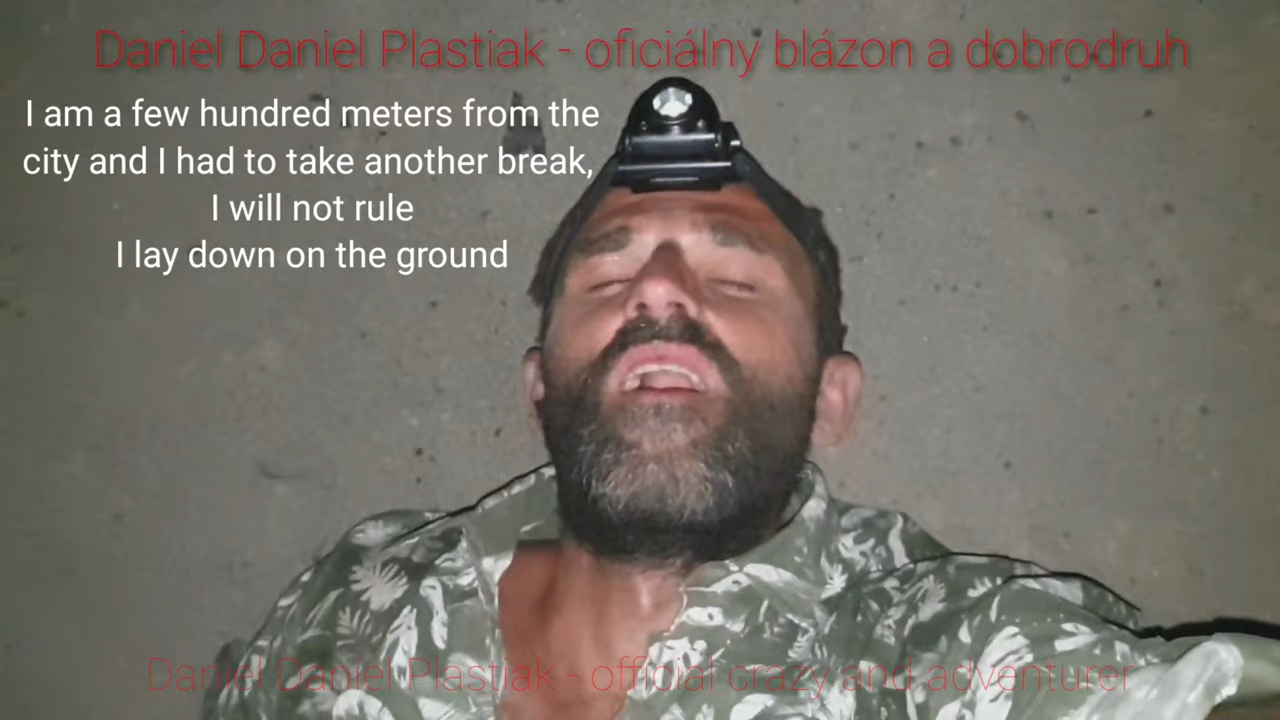 Daniel Daniel Plastiak - oficiálny blázon a dobrodruh
I am a few hundred meters from the
city and I had to take another break,
I will not rule
I lay down on the ground
Daniel Daniel Plastiak - official crazy and adventurer